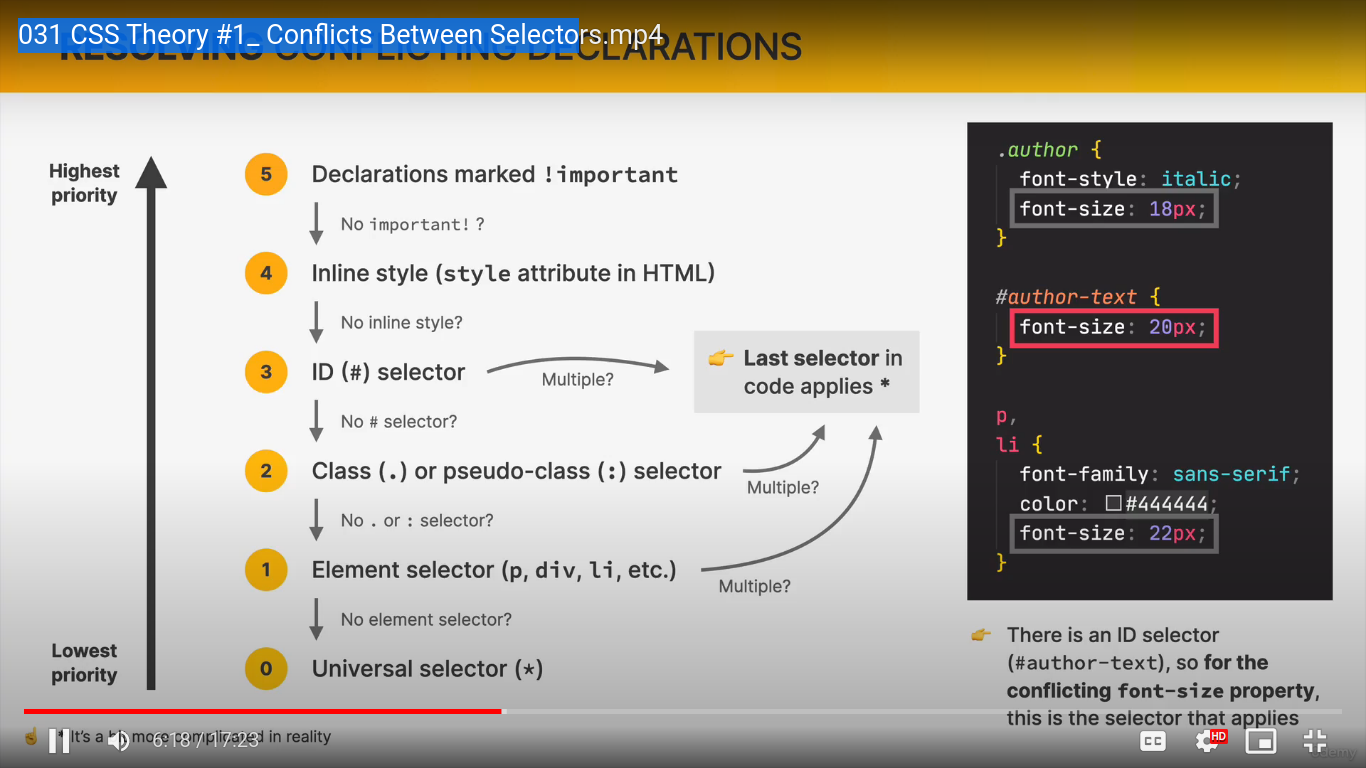 031 CSS Theory #1_ Conflicts Between Selectors.mp4
RESOLVING CONFLICTING DECLARATIONS
Highest
priority
5 Declarations marked !important
No important! ?
4 Inline style (style attribute in HTML)
No inline style?
3 ID (#) selector
Multiple?
👉 Last selector in
code applies *
No # selector?
2 Class (.) or pseudo-class (:) selector
Multiple?
No . or : selector?
1 Element selector (p, div, li, etc.)
Multiple?
No element selector?
Lowest
priority
0 Universal selector (*)
.author {
font-style: italic;
font-size: 18px;
}
#author-text {
font-size: 20px;
}
p,
li {
font-family: sans-serif;
color: #444444;
font-size: 22px;
}
👉 There is an ID selector
(#author-text), so for the
conflicting font-size property,
this is the selector that applies
☝ * It's a bit more complicated in reality
6:18 / 17:23
CC
HD